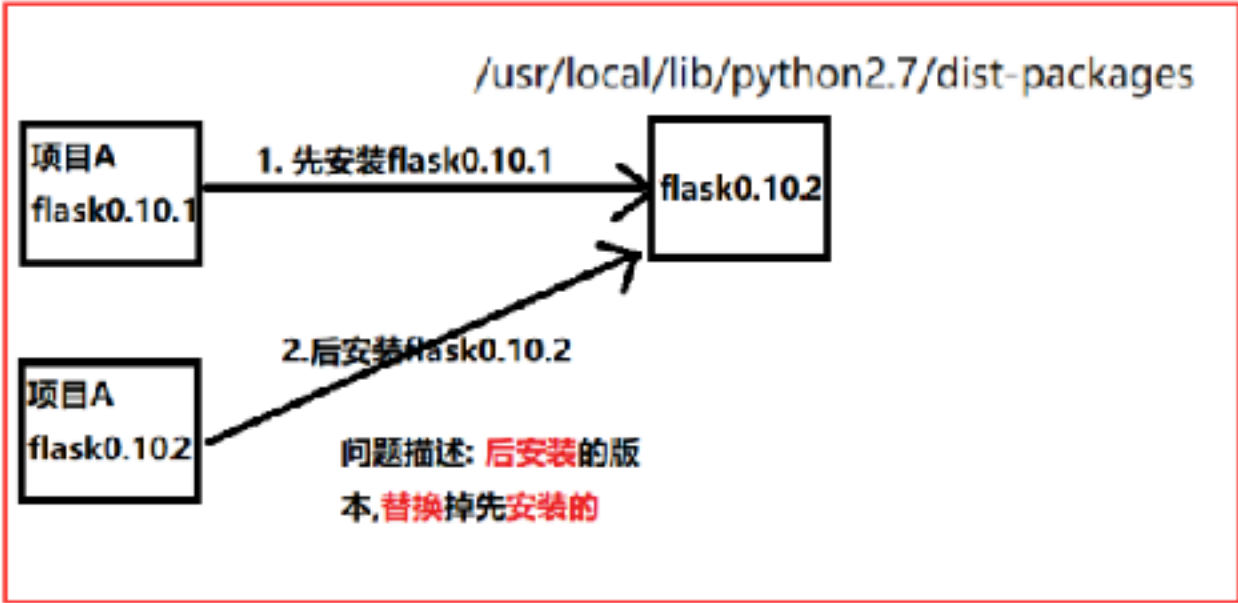 /usr/local/lib/python2.7/dist-packages
项目A
flask0.10.1
1. 先安装flask0.10.1
flask0.10.2
2.后安装flask0.10.2
项目A
flask0.10.2
问题描述: 后安装的版
本,替换掉先安装的